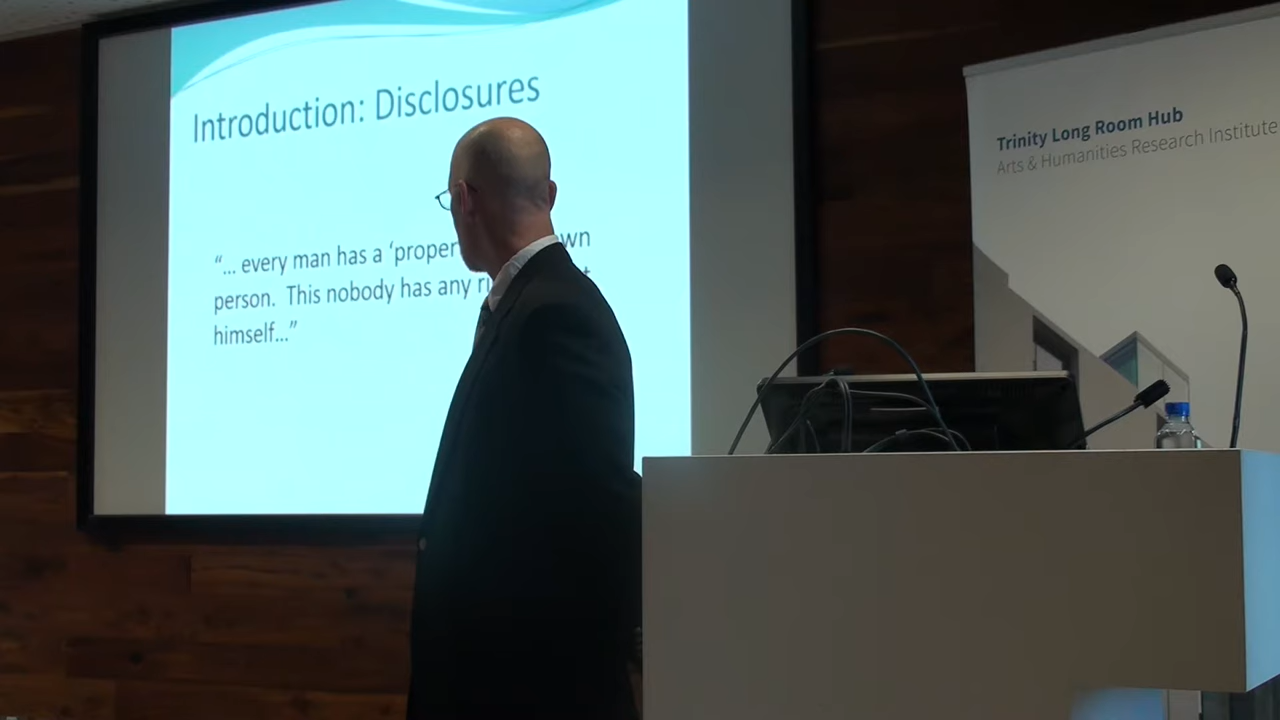 Introduction: Disclosures
“… every man has a ‘proper
person. This nobody has any
himself…”
Trinity Long Room Hub
Arts & Humanities Research Institute